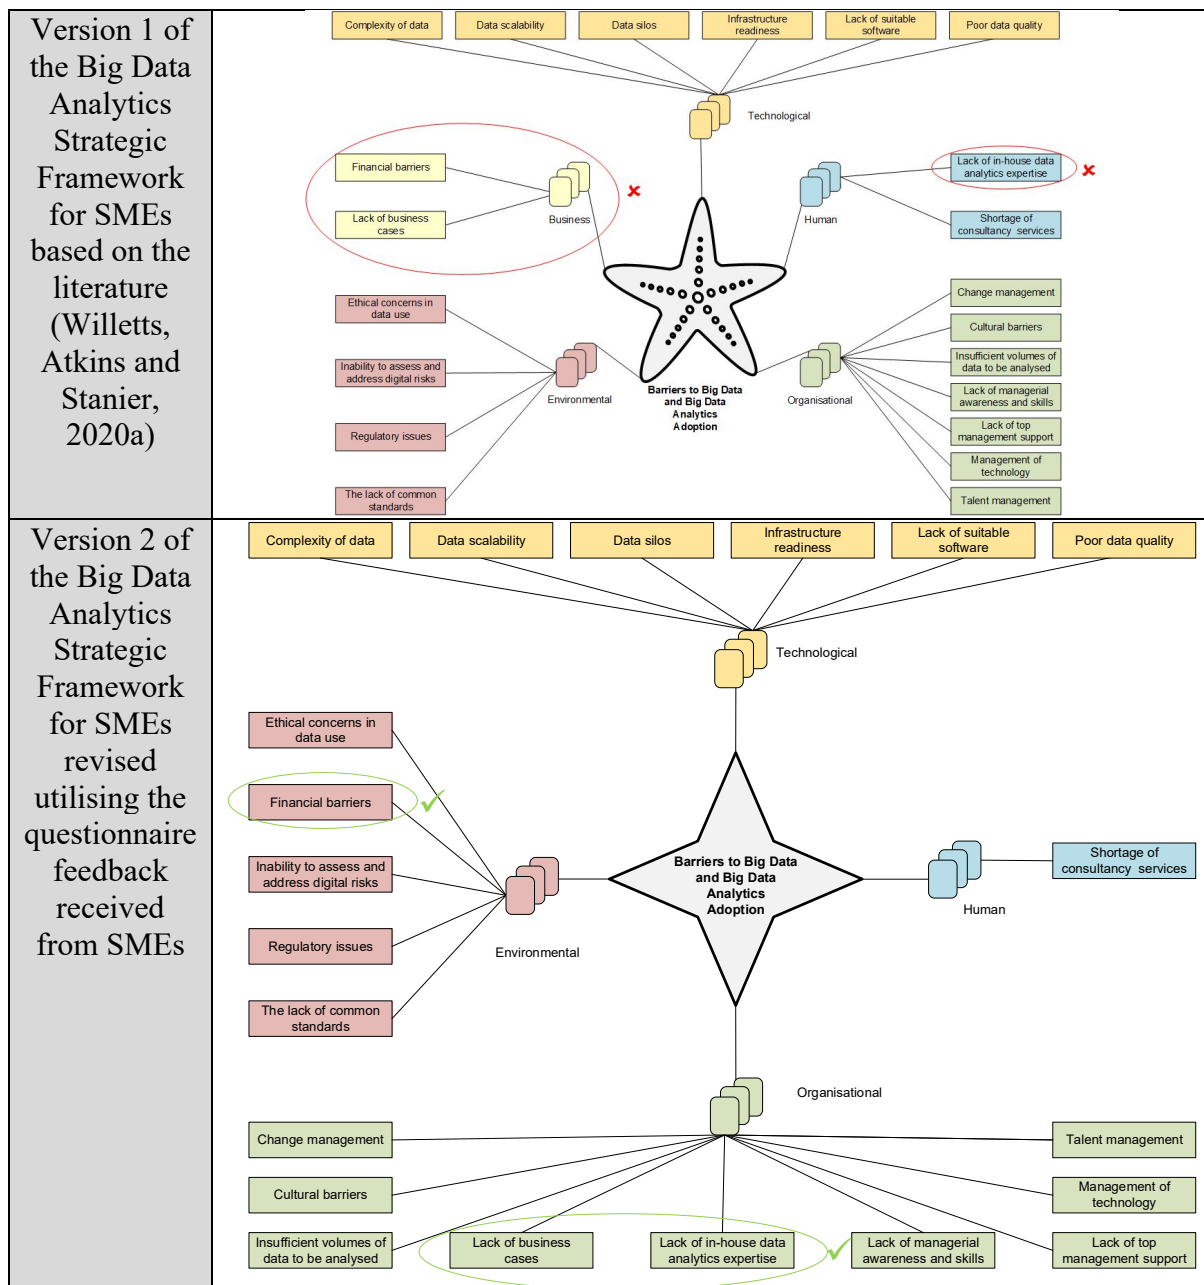 Version 1 of
the Big Data
Analytics
Strategic
Framework
for SMEs
based on the
literature
(Willetts,
Atkins and
Stanier,
2020a)
Complexity of data
Data scalability
Data silos
Infrastructure
readiness
Lack of suitable
software
Poor data quality
Technological
Financial barriers
Lack of business
cases
Business
Lack of in-house data
analytics expertise
Shortage of
consultancy services
Human
Ethical concerns in
data use
Inability to assess and
address digital risks
Regulatory issues
The lack of common
standards
Environmental
Barriers to Big Data
and Big Data
Analytics
Adoption
Organisational
Change management
Cultural barriers
Insufficient volumes of
data to be analysed
Lack of managerial
awareness and skills
Lack of top
management support
Management of
technology
Talent management
Version 2 of
the Big Data
Analytics
Strategic
Framework
for SMEs
revised
utilising the
questionnaire
feedback
received
from SMEs
Complexity of data
Data scalability
Data silos
Infrastructure
readiness
Lack of suitable
software
Poor data quality
Technological
Ethical concerns in
data use
Financial barriers
Inability to assess and
address digital risks
Regulatory issues
The lack of common
standards
Environmental
Barriers to Big Data
and Big Data
Analytics
Adoption
Shortage of
consultancy services
Human
Organisational
Change management
Cultural barriers
Insufficient volumes of
data to be analysed
Lack of business
cases
Lack of in-house data
analytics expertise
Lack of managerial
awareness and skills
Talent management
Management of
technology
Lack of top
management support